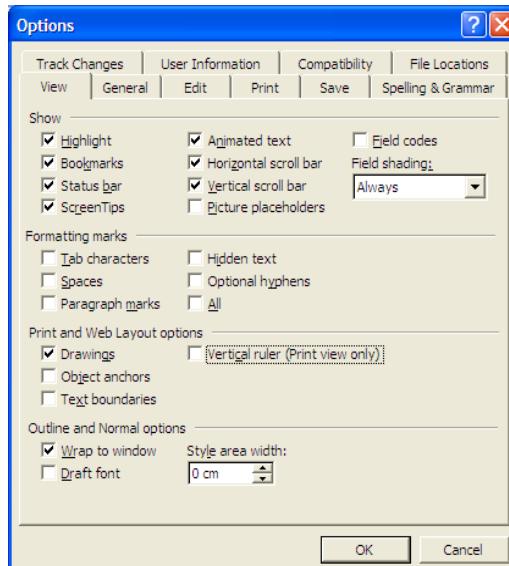 Options
Track Changes User Information Compatibility File Locations
View General Edit Print Save Spelling & Grammar
Show
Highlight Animated text Field codes
Bookmarks Horizontal scroll bar Field shading:
Status bar Vertical scroll bar Always
ScreenTips Picture placeholders
Formatting marks
Tab characters Hidden text
Spaces Optional hyphens
Paragraph marks All
Print and Web Layout options
Drawings Vertical ruler (Print view only)
Object anchors
Text boundaries
Outline and Normal options
Wrap to window Style area width:
Draft font 0 cm
OK Cancel